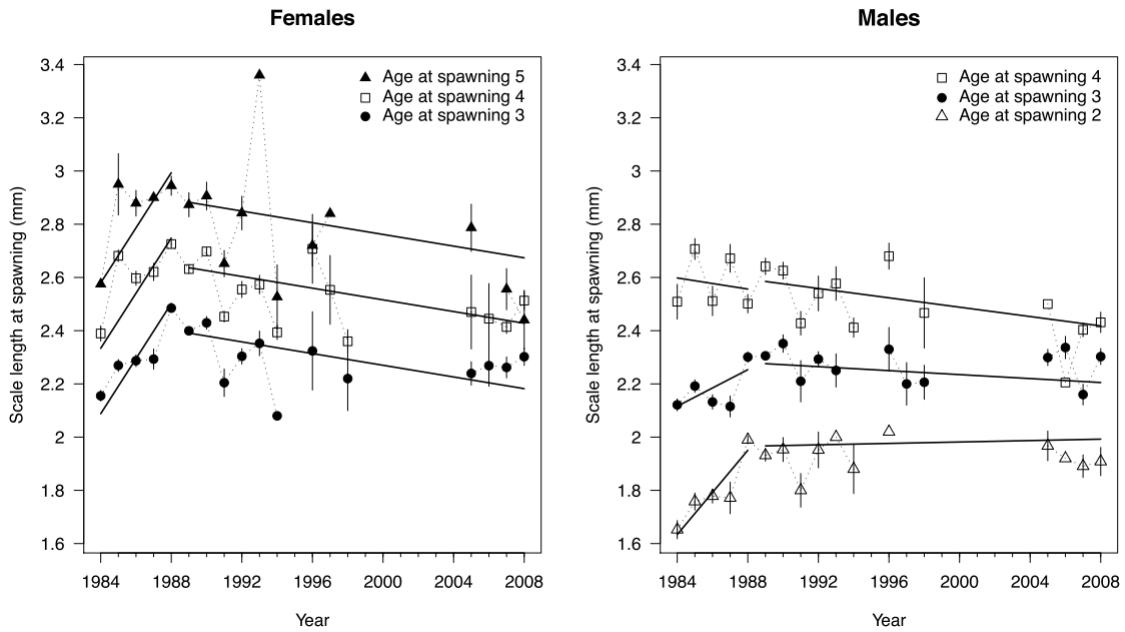 Females
3.4
3.2
3
2.8
2.6
2.4
2.2
2
1.8
1.6
Scale length at spawning (mm)
Age at spawning 5
Age at spawning 4
Age at spawning 3
1984 1988 1992 1996 2000 2004 2008
Year
Males
3.4
3.2
3
2.8
2.6
2.4
2.2
2
1.8
1.6
Scale length at spawning (mm)
Age at spawning 4
Age at spawning 3
Age at spawning 2
1984 1988 1992 1996 2000 2004 2008
Year